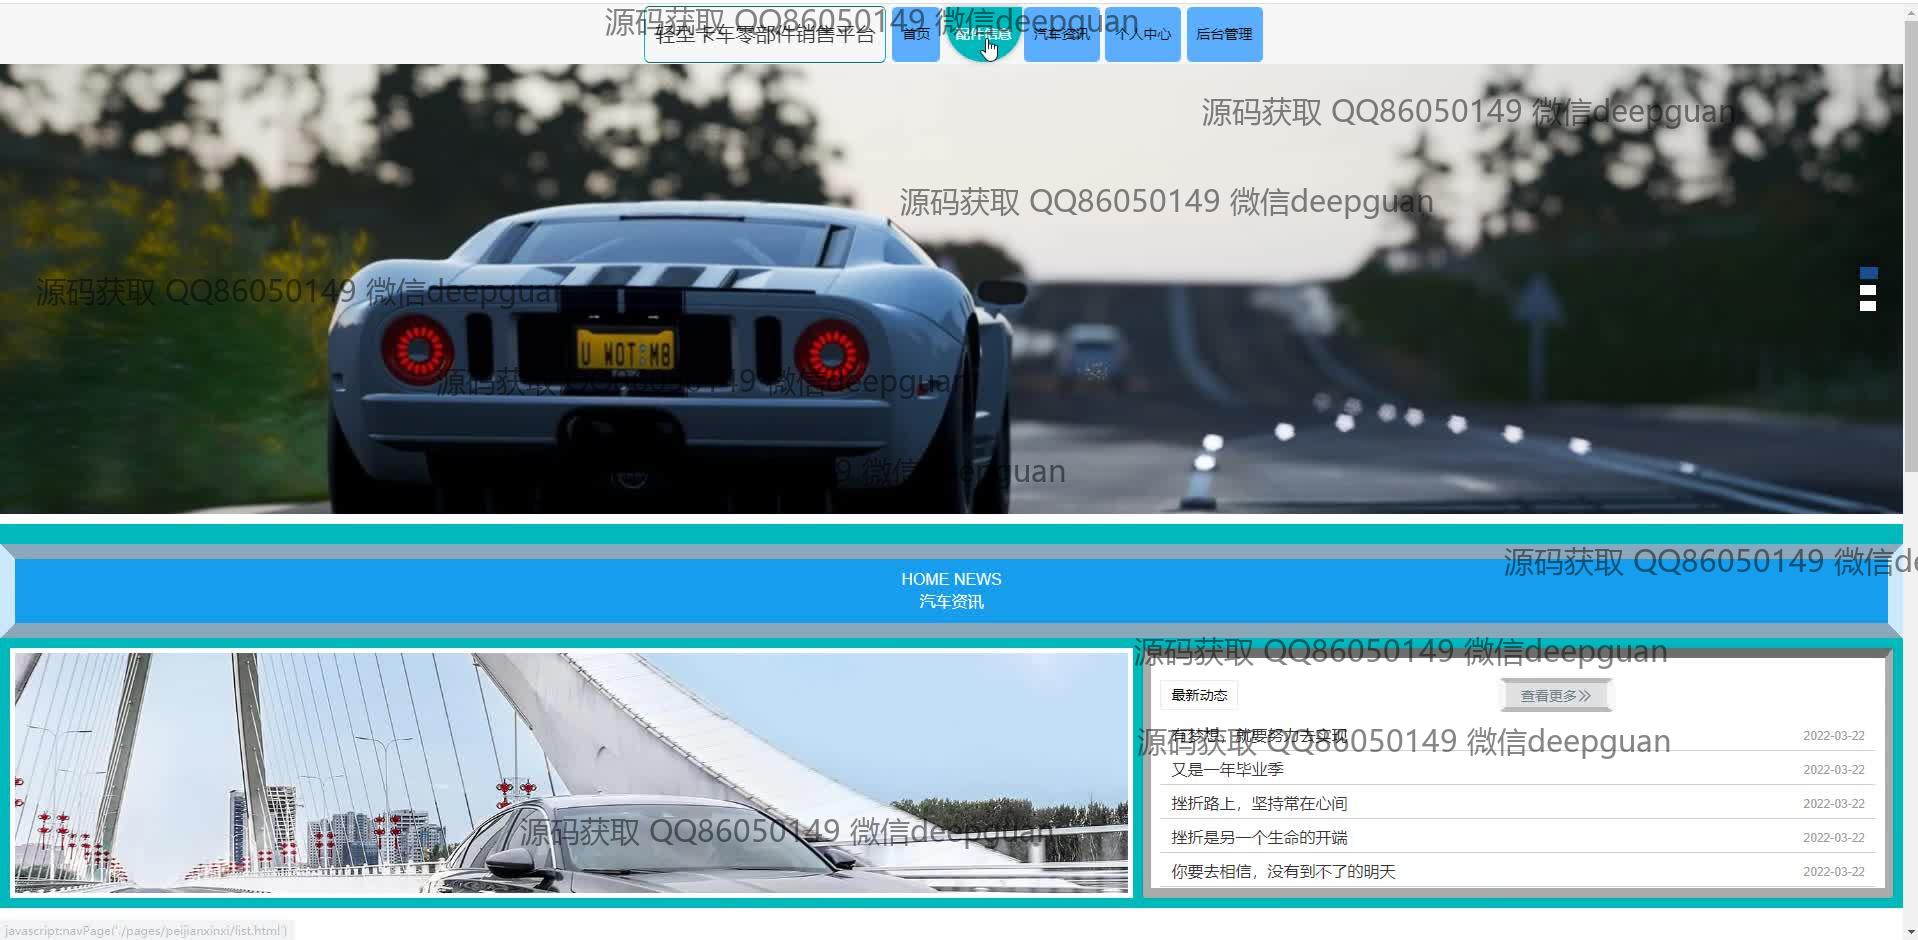 源码获取 QQ86050149 微信deepguan
轻型卡车零部件销售平台
首页
配件信息
汽车资讯
个人中心
后台管理
源码获取 QQ86050149 微信deepguan
源码获取 QQ86050149 微信deepguan
源码获取 QQ86050149 微信deepguan
U WOT M8
源码获取 QQ86050149 微信deepguan
9 微信deepguan
源码获取 QQ86050149 微信de
HOME NEWS
汽车资讯
源码获取 QQ86050149 微信deepguan
最新动态
查看更多
有梦想，就要努力去实现 2022-03-22
源码获取 QQ86050149 微信deepguan
又是一年毕业季 2022-03-22
挫折路上，坚持常在心间 2022-03-22
源码获取 QQ86050149 微信deepguan
挫折是另一个生命的开端 2022-03-22
你要去相信，没有到不了的明天 2022-03-22
javascript:navPage('./pages/peijianxinxi/list.html')